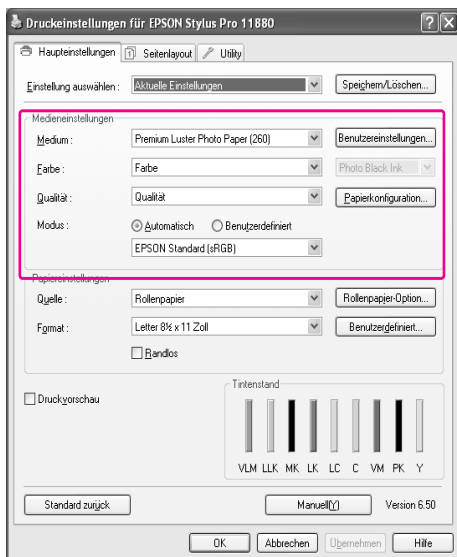 Druckeinstellungen für EPSON Stylus Pro 11880
Haupteinstellungen Seitenlayout Utility
Einstellung auswählen : Aktuelle Einstellungen Speichern/Löschen...
Medieneinstellungen
Medium : Premium Luster Photo Paper (260) Benutzereinstellungen...
Farbe : Farbe Photo Black Ink
Qualität : Qualität Papierkonfiguration...
Modus : Automatisch Benutzerdefiniert
EPSON Standard (sRGB)
Papiereinstellungen
Quelle : Rollenpapier Rollenpapier-Option...
Format : Letter 8½ x 11 Zoll Benutzerdefiniert...
Randlos
Druckvorschau
Tintenstand
VLM LLK MK LK LC C VM PK Y
Standard zurück Manuell(Y) Version 6.50
OK Abbrechen Übernehmen Hilfe